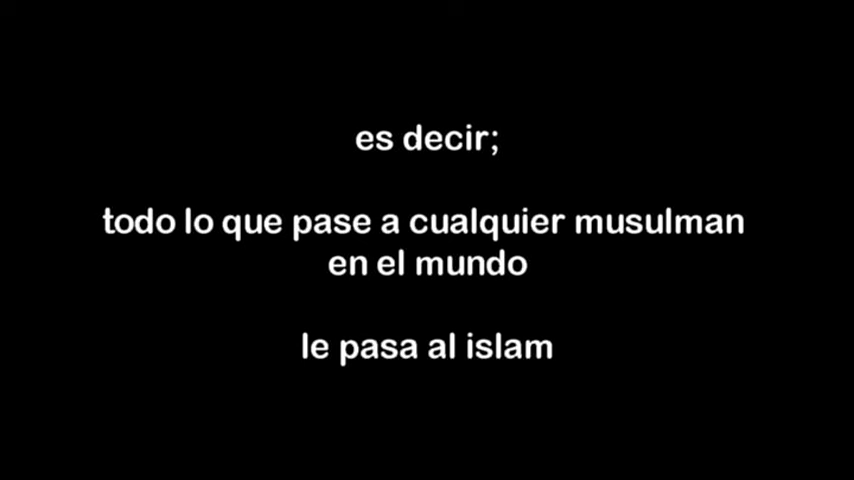 es decir;
todo lo que pase a cualquier musulman
en el mundo
le pasa al islam